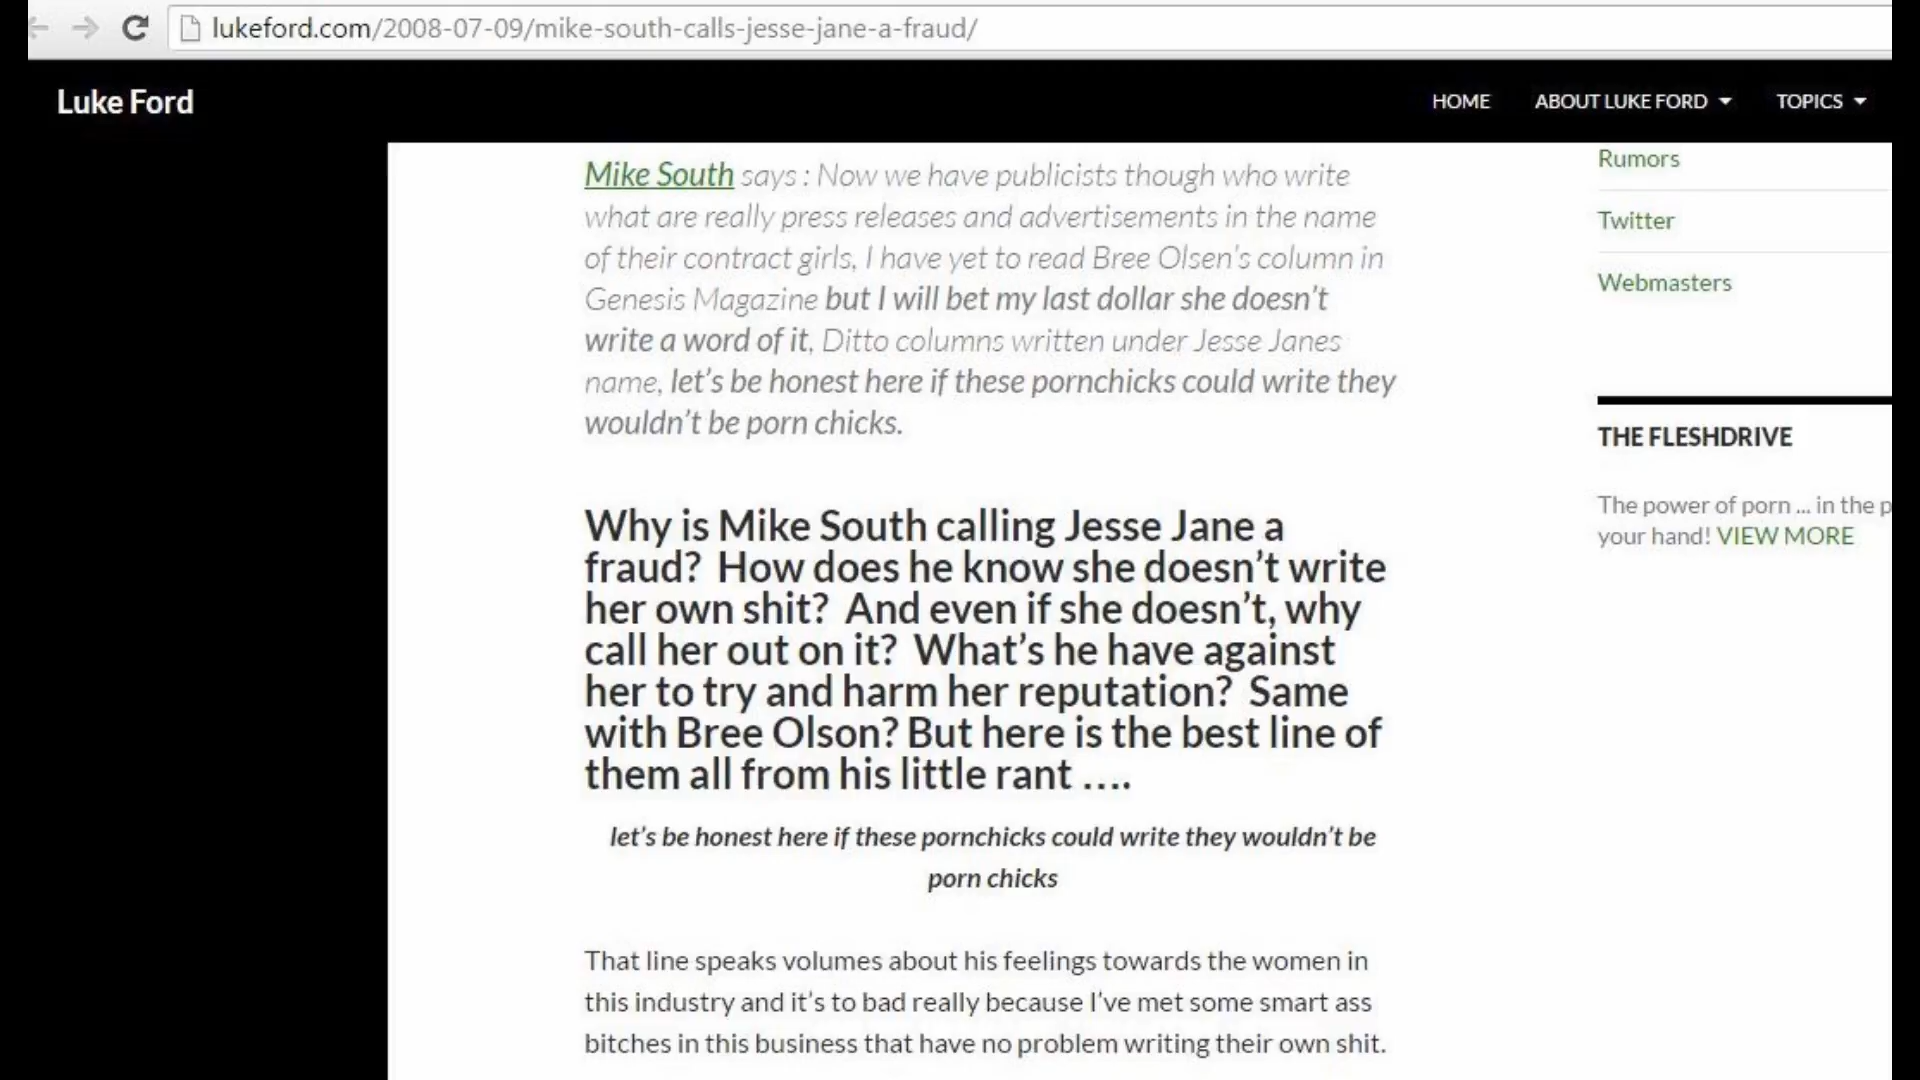 lukeford.com/2008-07-09/mike-south-calls-jesse-jane-a-fraud/
Luke Ford
HOME
ABOUT LUKE FORD
TOPICS
Mike South says : Now we have publicists though who write
what are really press releases and advertisements in the name
of their contract girls, I have yet to read Bree Olsen’s column in
Genesis Magazine but I will bet my last dollar she doesn’t
write a word of it, Ditto columns written under Jesse Janes
name, let’s be honest here if these pornchicks could write they
wouldn’t be porn chicks.
Why is Mike South calling Jesse Jane a
fraud? How does he know she doesn’t write
her own shit? And even if she doesn’t, why
call her out on it? What’s he have against
her to try and harm her reputation? Same
with Bree Olson? But here is the best line of
them all from his little rant ….
let’s be honest here if these pornchicks could write they wouldn’t be
porn chicks
That line speaks volumes about his feelings towards the women in
this industry and it’s to bad really because I’ve met some smart ass
bitches in this business that have no problem writing their own shit.
Rumors
Twitter
Webmasters
THE FLESHDRIVE
The power of porn ... in the p
your hand! VIEW MORE